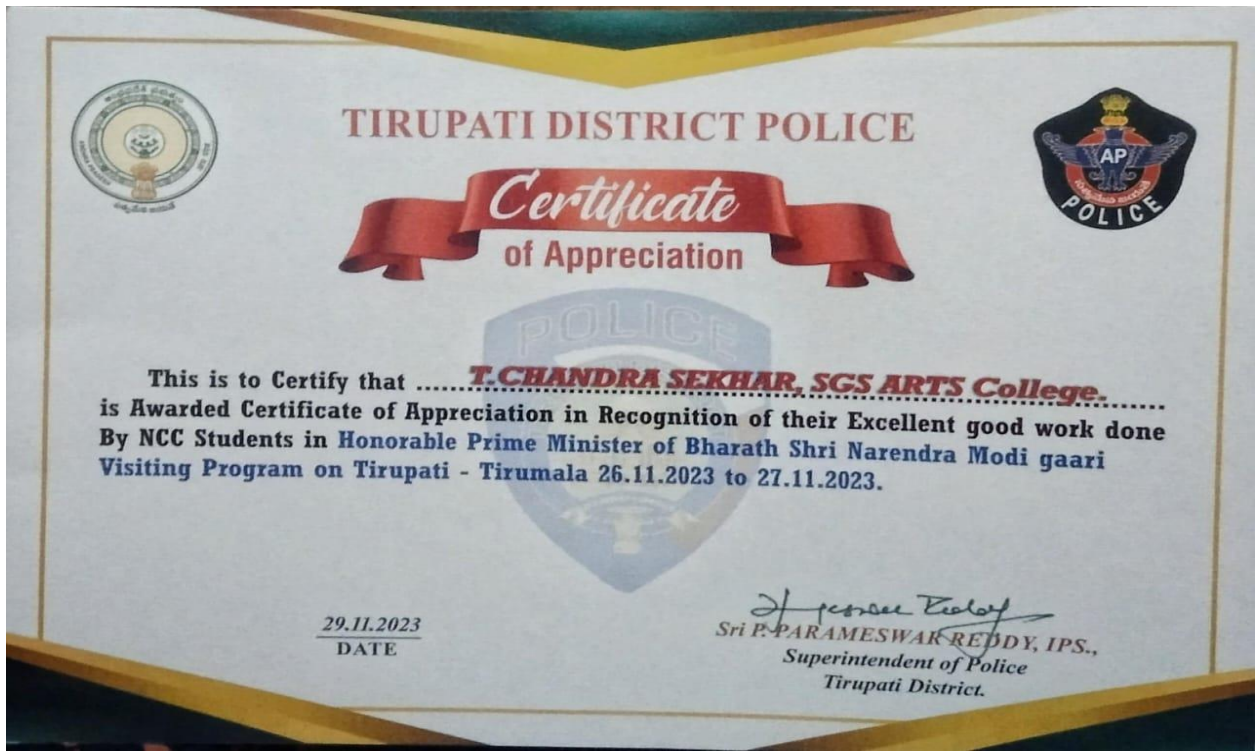 TIRUPATI DISTRICT POLICE
Certificate
of Appreciation
AP
POLICE
POLICE
This is to Certify that ...... T.CHANDRA SEKHAR, SGS ARTS College.
is Awarded Certificate of Appreciation in Recognition of their Excellent good work done
By NCC Students in Honorable Prime Minister of Bharath Shri Narendra Modi gaari
Visiting Program on Tirupati - Tirumala 26.11.2023 to 27.11.2023.
29.11.2023
DATE
Sri P. PARAMESWAR REDDY, IPS.,
Superintendent of Police
Tirupati District.